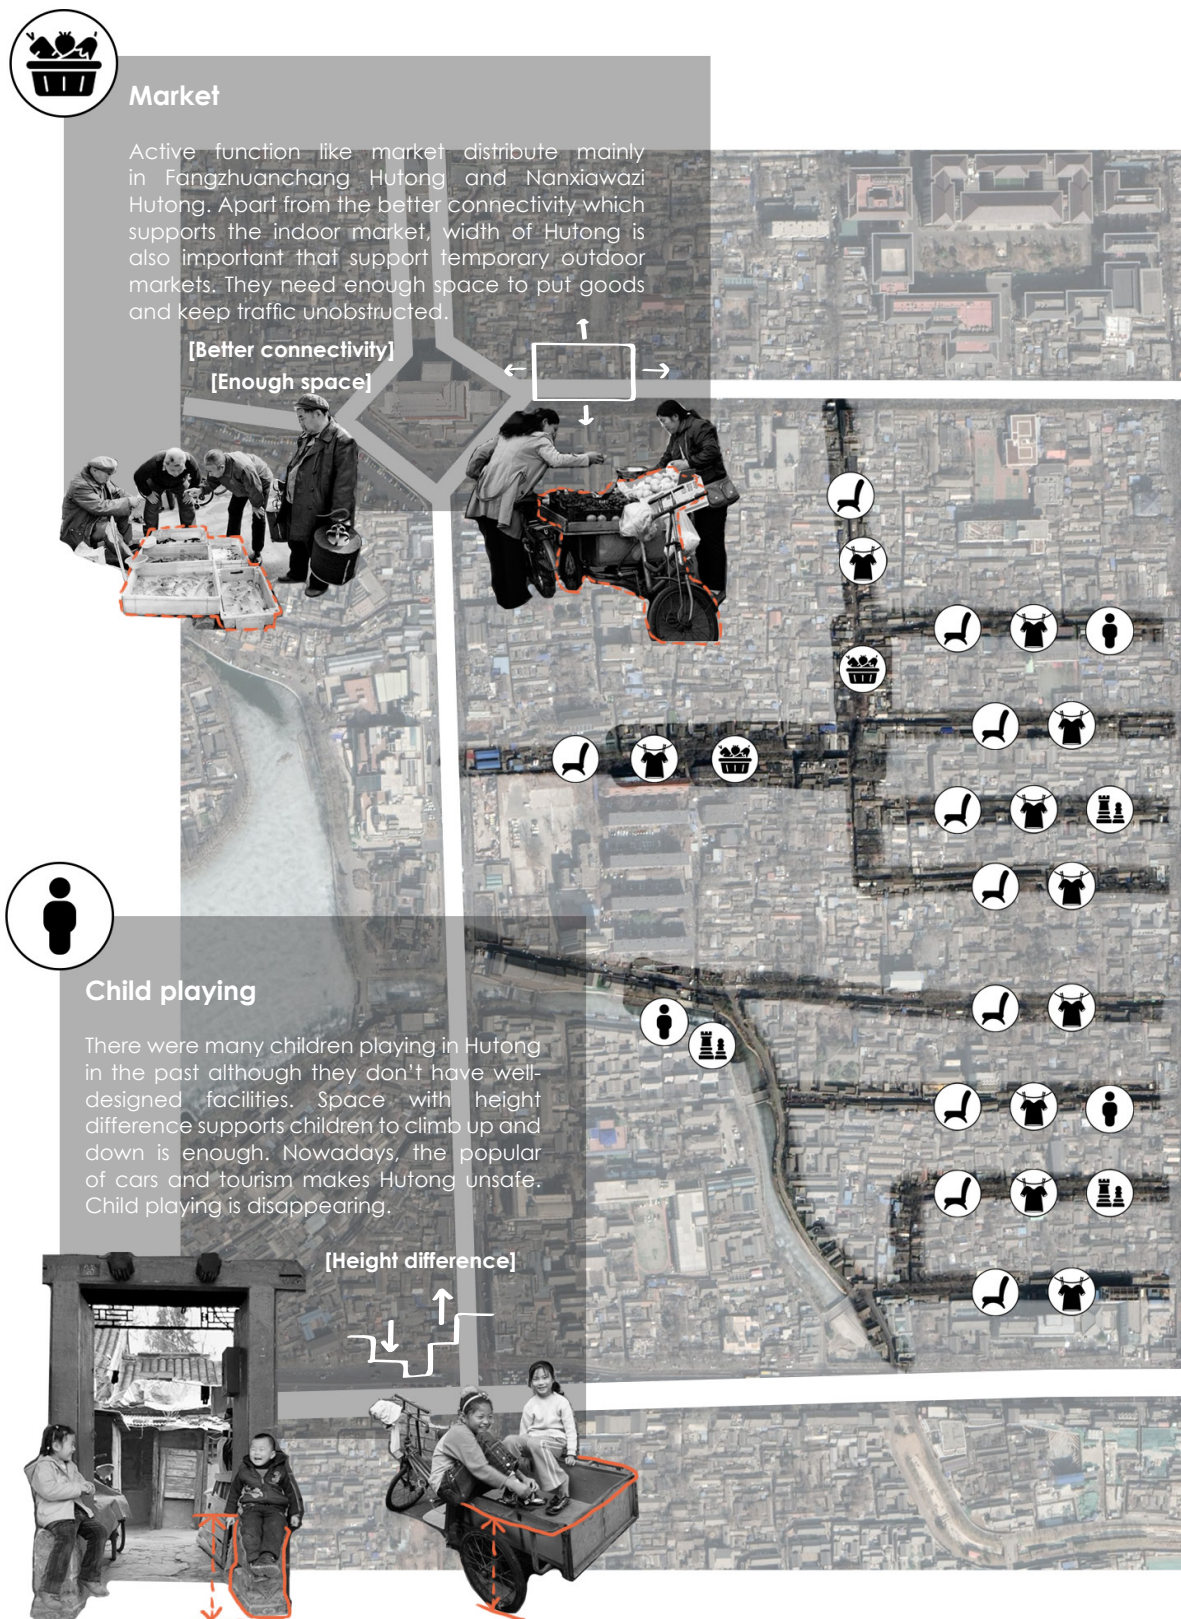 Market
Active function like market distribute mainly
in Fangzhuanchang Hutong and Nanxiawazi
Hutong. Apart from the better connectivity which
supports the indoor market, width of Hutong is
also important that support temporary outdoor
markets. They need enough space to put goods
and keep traffic unobstructed.
[Better connectivity]
[Enough space]
Child playing
There were many children playing in Hutong
in the past although they don't have well-
designed facilities. Space with height
difference supports children to climb up and
down is enough. Nowadays, the popular
of cars and tourism makes Hutong unsafe.
Child playing is disappearing.
[Height difference]